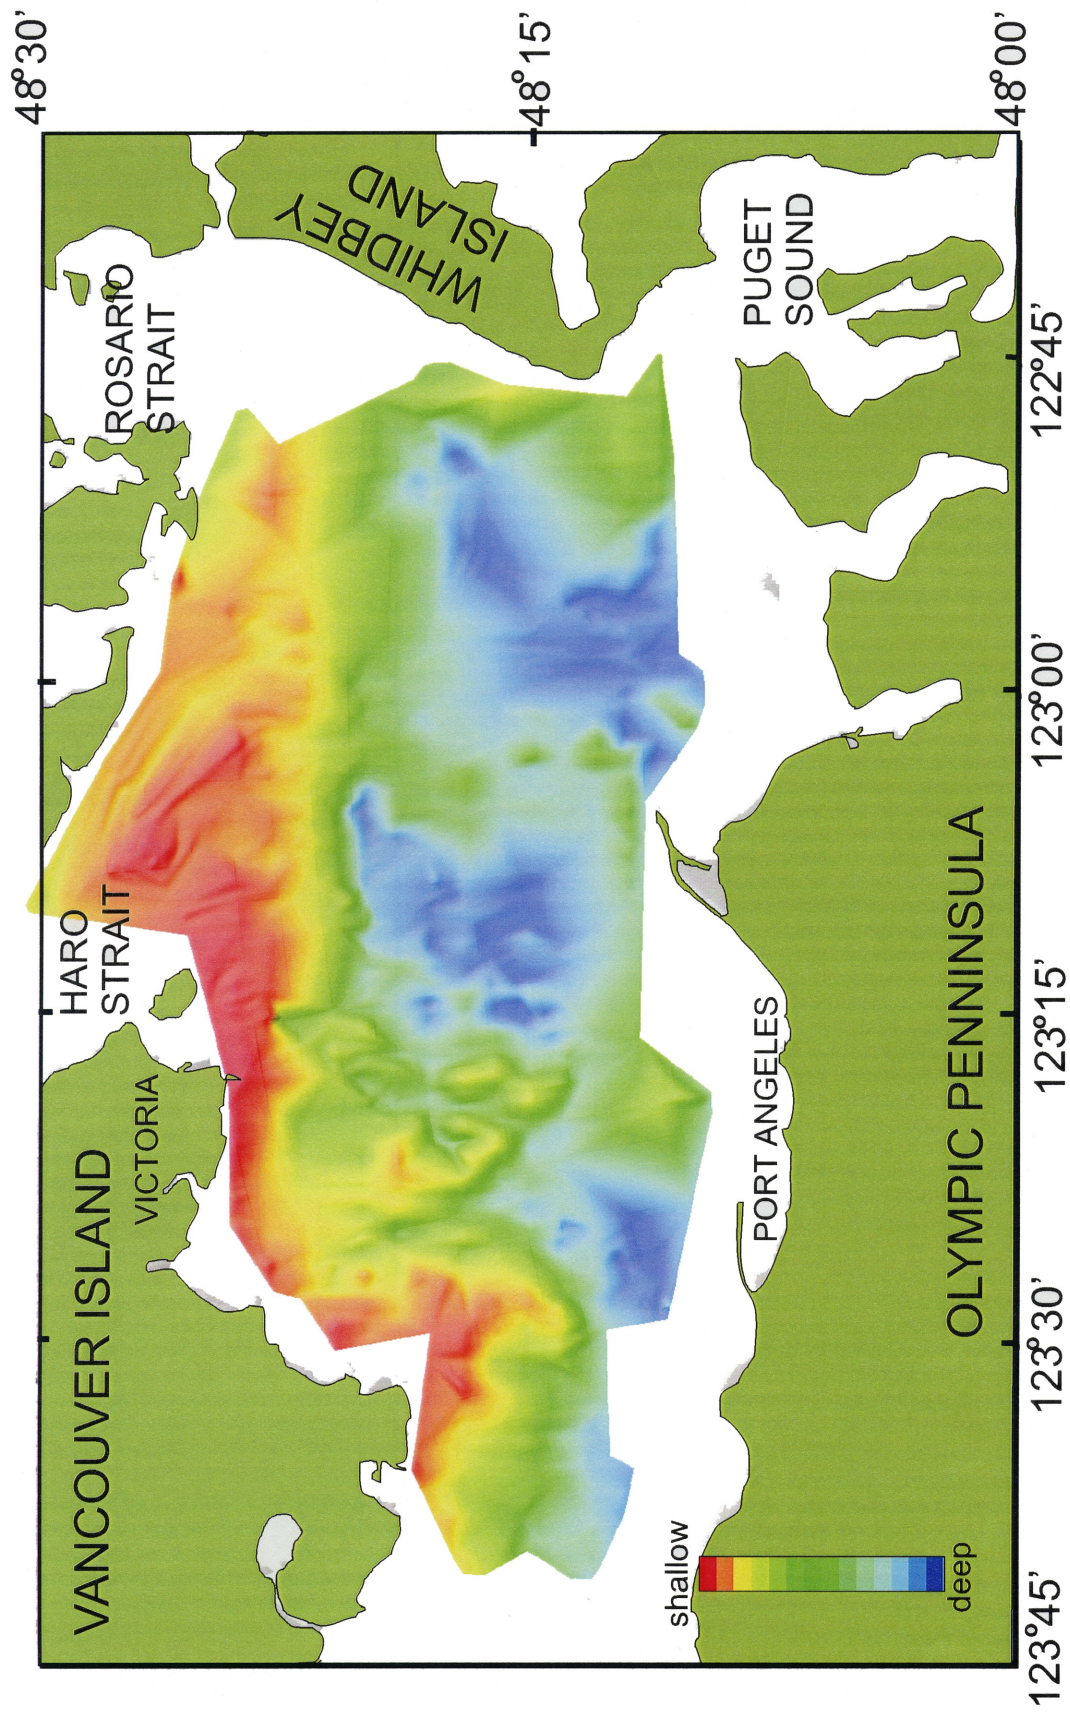 VANCOUVER ISLAND
VICTORIA
HARO
STRAIT
ROSARIO
STRAIT
WHIDBEY
ISLAND
PUGET
SOUND
PORT ANGELES
OLYMPIC PENNINSULA
shallow
deep
48°30'
48°15'
48°00'
123°45'
123°30'
123°15'
123°00'
122°45'